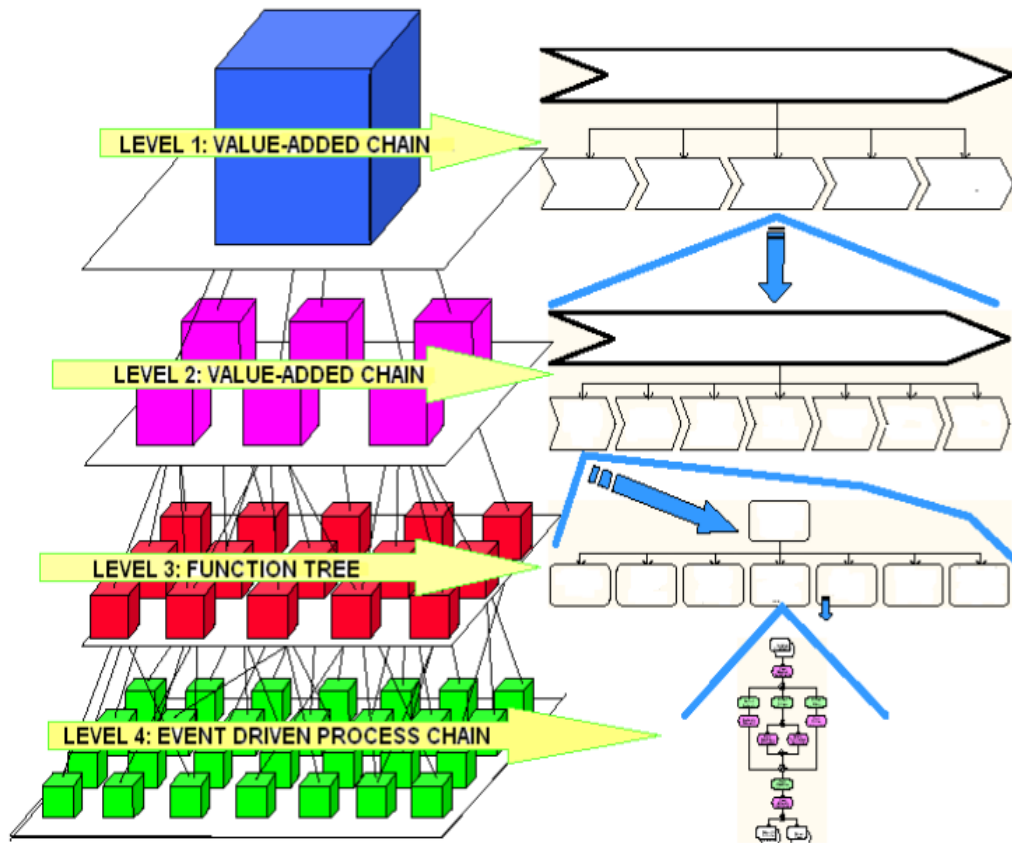 LEVEL 1: VALUE-ADDED CHAIN
LEVEL 2: VALUE-ADDED CHAIN
LEVEL 3: FUNCTION TREE
LEVEL 4: EVENT DRIVEN PROCESS CHAIN